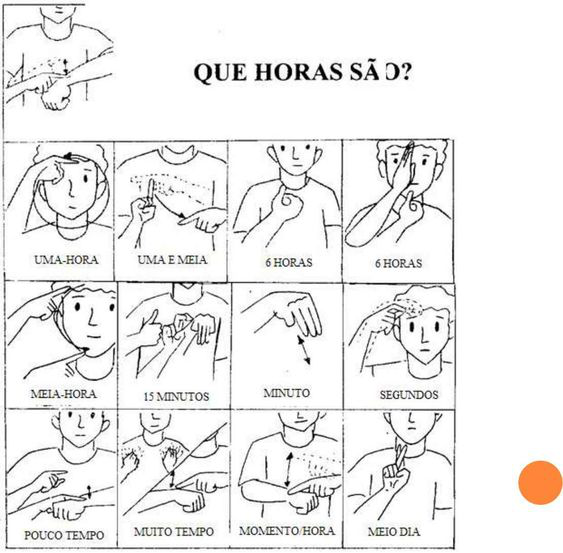 QUE HORAS SÃO?
UMA-HORA
UMA E MEIA
6 HORAS
6 HORAS
MEIA-HORA
15 MINUTOS
MINUTO
SEGUNDOS
POUCO TEMPO
MUITO TEMPO
MOMENTO/HORA
MEIO DIA